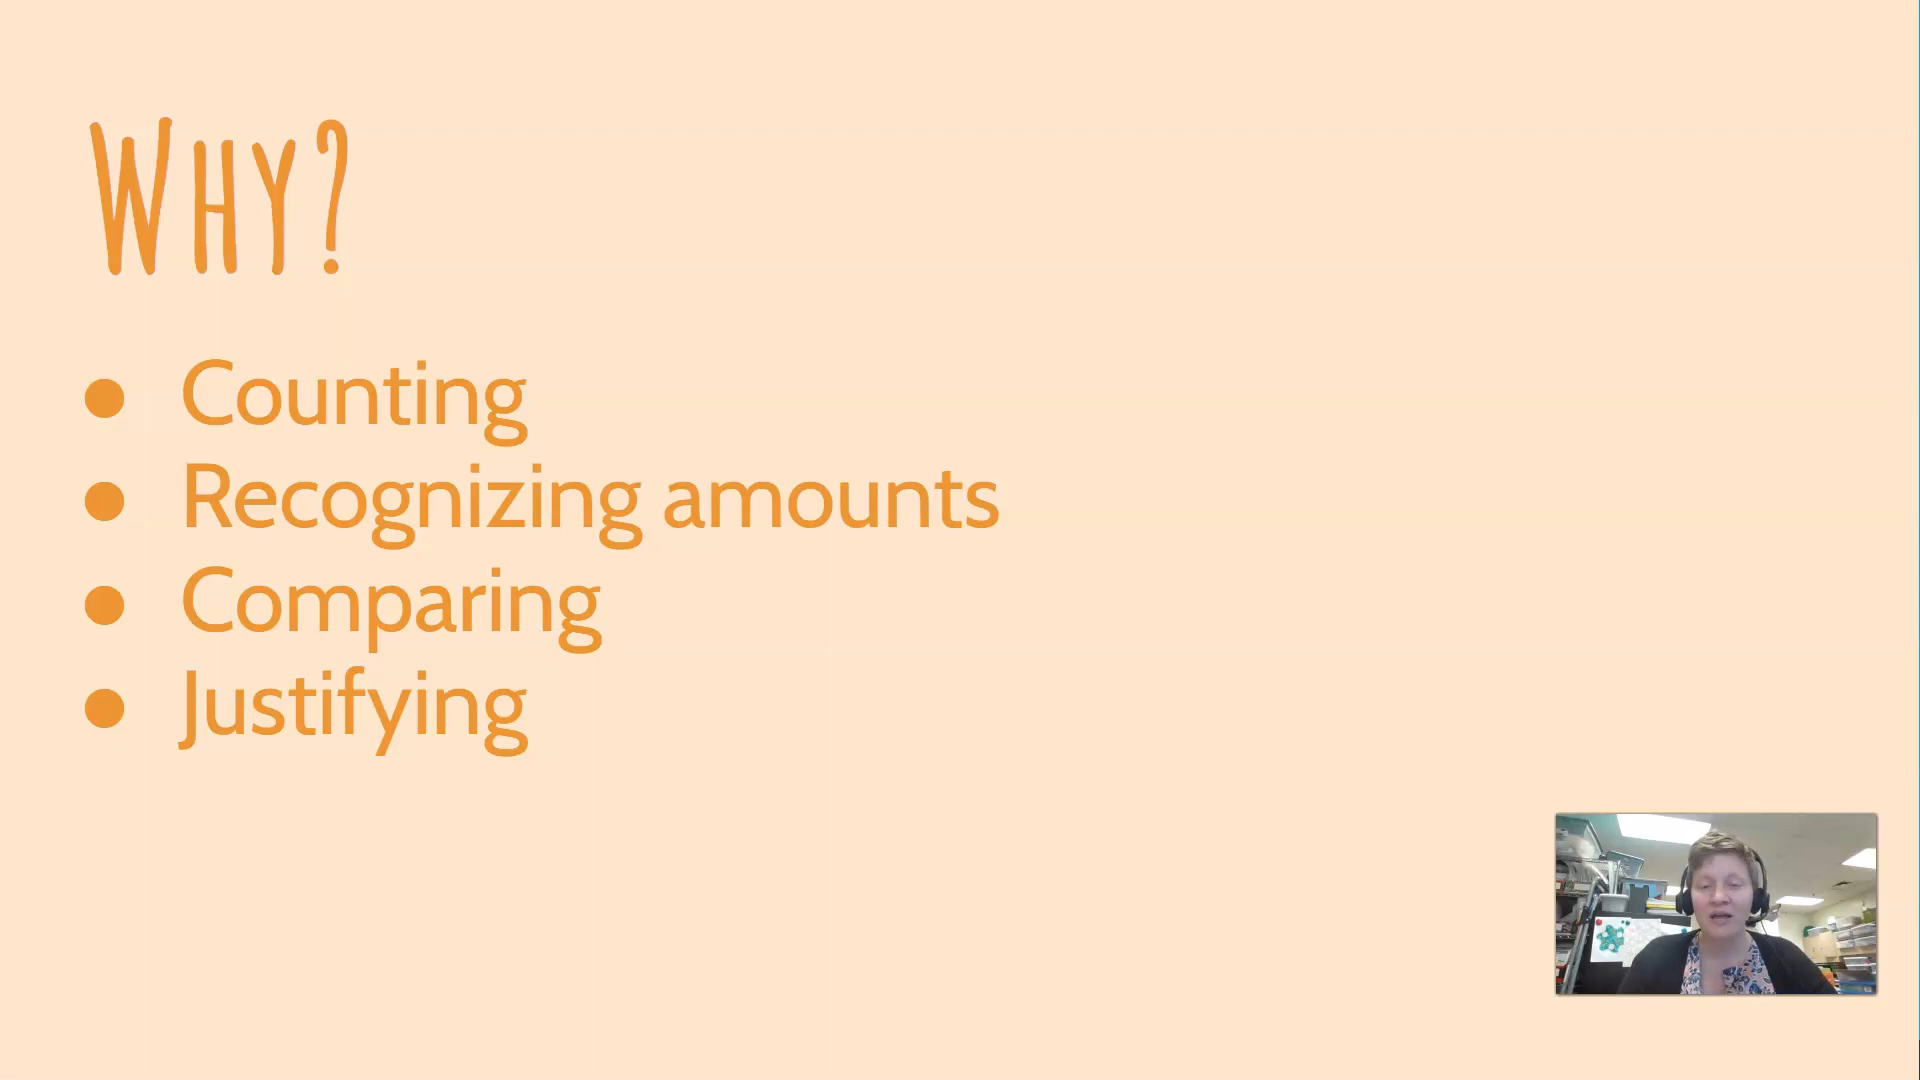 Why?
● Counting
● Recognizing amounts
● Comparing
● Justifying